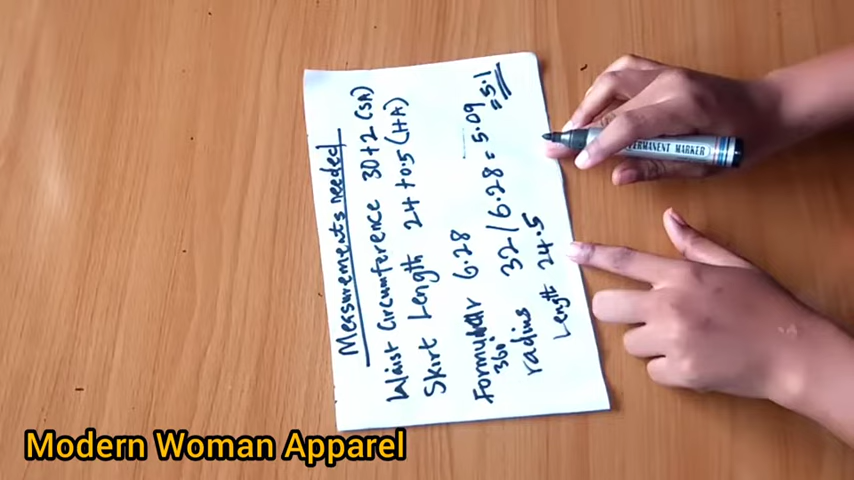 Measurements needed
Waist Circumference 30+2 (SA)
Skirt Length 24 +0.5 (HA)
Formular 6.28
360°
radius 32/6.28 = 5.09
= 5.1
Length 24.5
PERMANENT MARKER
Modern Woman Apparel